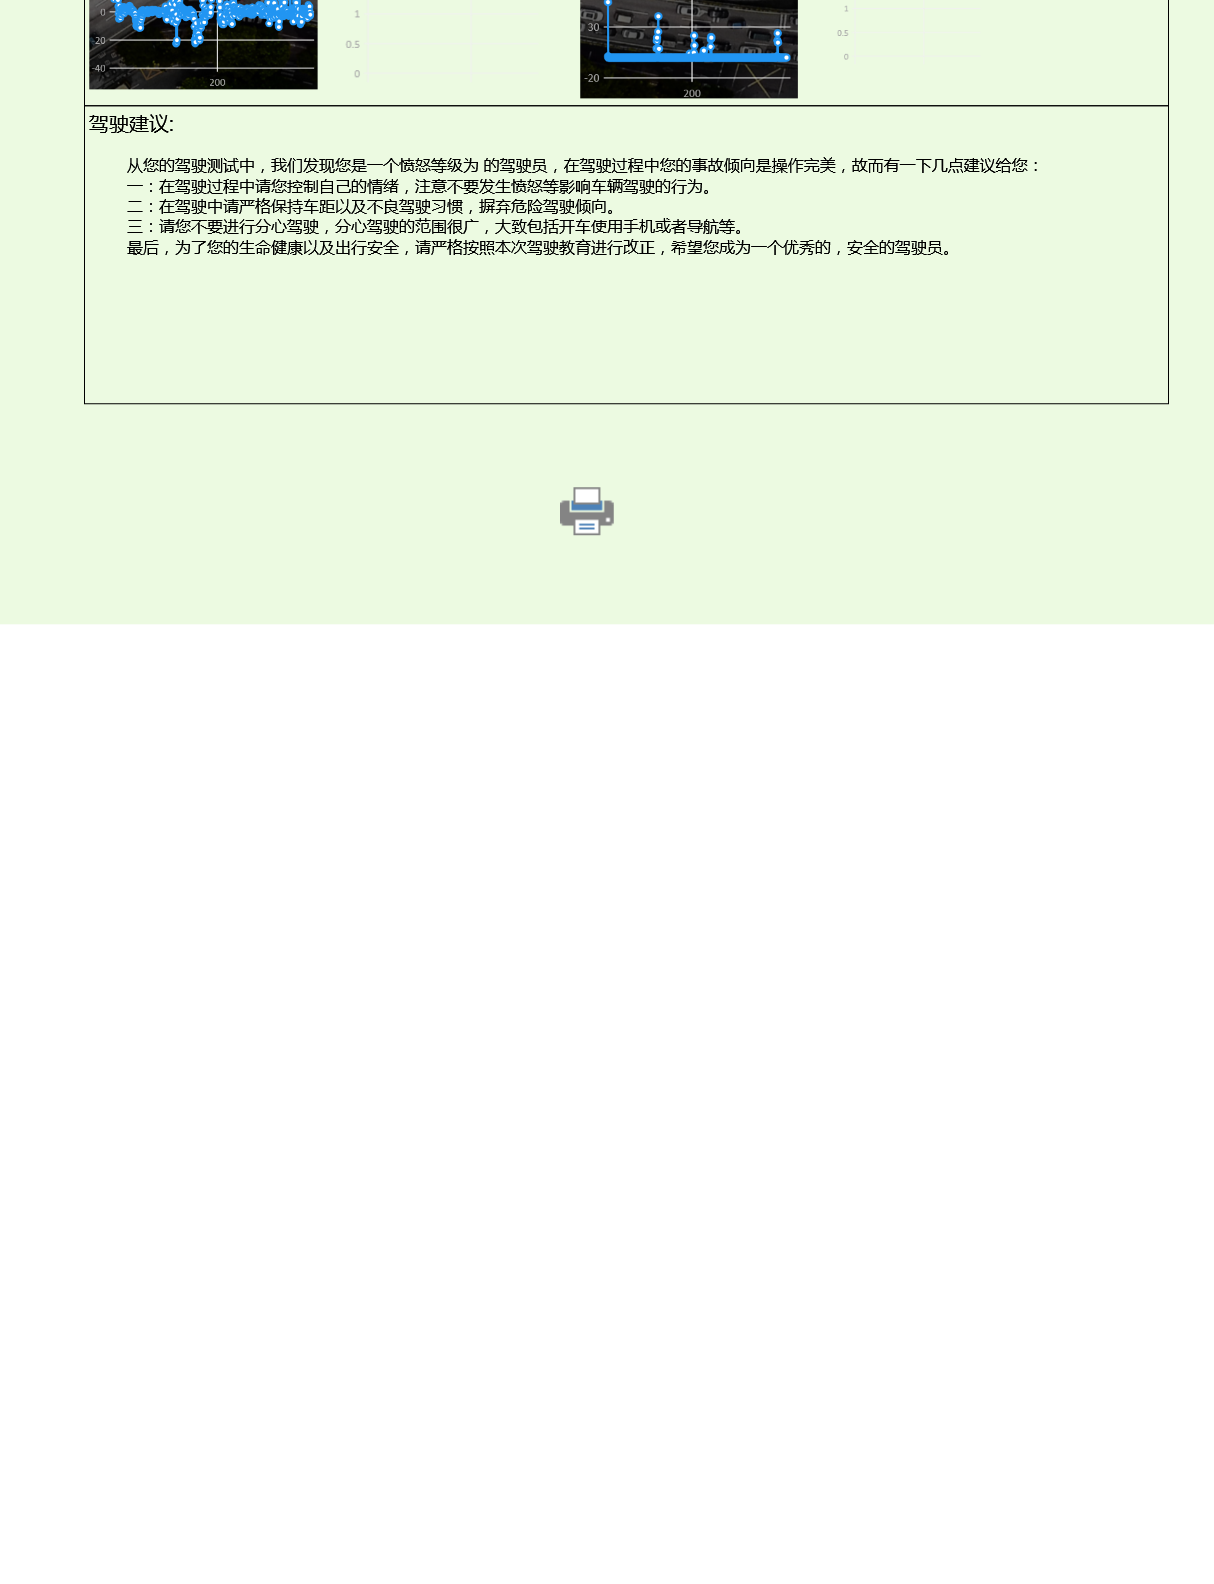 0
-20
-40
200
1
0.5
0
30
-20
200
1
0.5
0
驾驶建议:
从您的驾驶测试中，我们发现您是一个愤怒等级为 的驾驶员，在驾驶过程中您的事故倾向是操作完美，故而有一下几点建议给您：
一：在驾驶过程中请您控制自己的情绪，注意不要发生愤怒等影响车辆驾驶的行为。
二：在驾驶中请严格保持车距以及不良驾驶习惯，摒弃危险驾驶倾向。
三：请您不要进行分心驾驶，分心驾驶的范围很广，大致包括开车使用手机或者导航等。
最后，为了您的生命健康以及出行安全，请严格按照本次驾驶教育进行改正，希望您成为一个优秀的，安全的驾驶员。